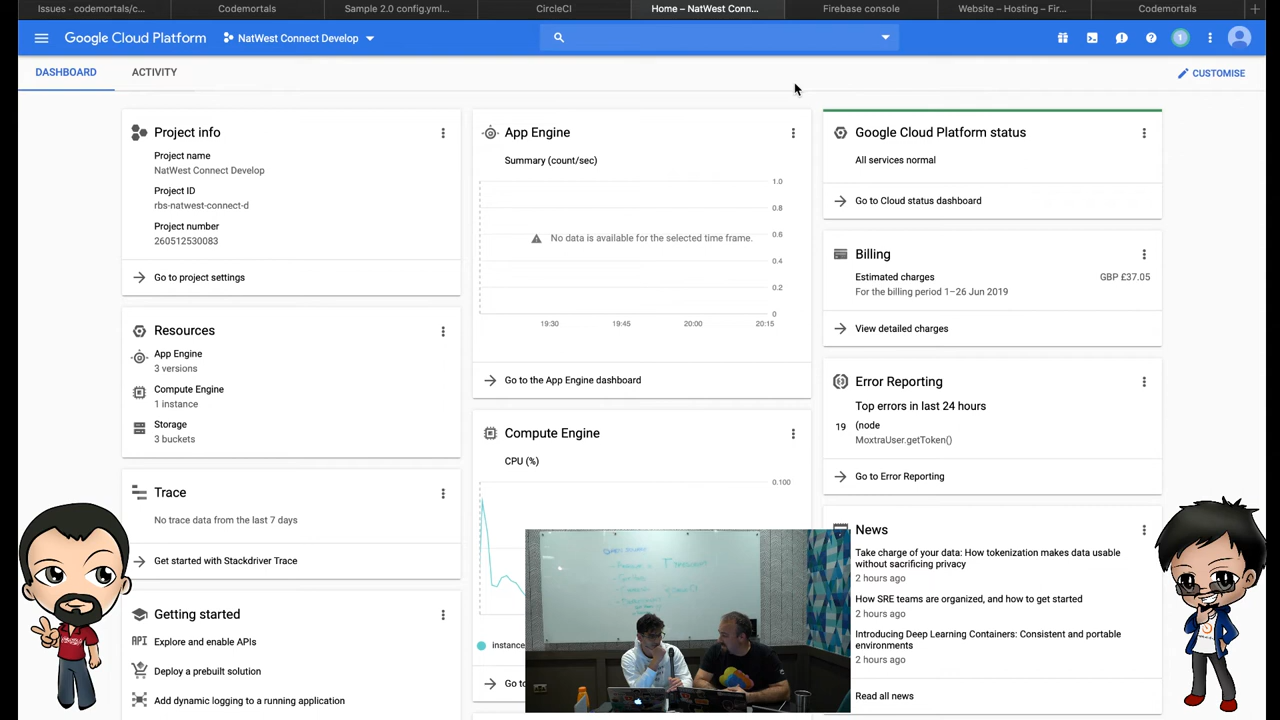 Issues - codemortals/c...
Codemortals
Sample 2.0 config.yml...
CircleCI
Home – NatWest Conn...
Firebase console
Website – Hosting – Fir...
Codemortals
Google Cloud Platform
NatWest Connect Develop
1
DASHBOARD
ACTIVITY
CUSTOMISE
Project info
Project name
NatWest Connect Develop
Project ID
rbs-natwest-connect-d
Project number
260512530083
Go to project settings
Resources
App Engine
3 versions
Compute Engine
1 instance
Storage
3 buckets
Trace
No trace data from the last 7 days
Get started with Stackdriver Trace
Getting started
API Explore and enable APIs
Deploy a prebuilt solution
Add dynamic logging to a running application
App Engine
Summary (count/sec)
1.0
0.8
0.6
0.4
0.2
0
No data is available for the selected time frame.
19:30
19:45
20:00
20:15
Go to the App Engine dashboard
Compute Engine
CPU (%)
0.100
instance
Go to
Google Cloud Platform status
All services normal
Go to Cloud status dashboard
Billing
Estimated charges
GBP £37.05
For the billing period 1–26 Jun 2019
View detailed charges
Error Reporting
Top errors in last 24 hours
19 (node
MoxtraUser.getToken()
Go to Error Reporting
News
Take charge of your data: How tokenization makes data usable
without sacrificing privacy
2 hours ago
How SRE teams are organized, and how to get started
2 hours ago
Introducing Deep Learning Containers: Consistent and portable
environments
2 hours ago
Read all news